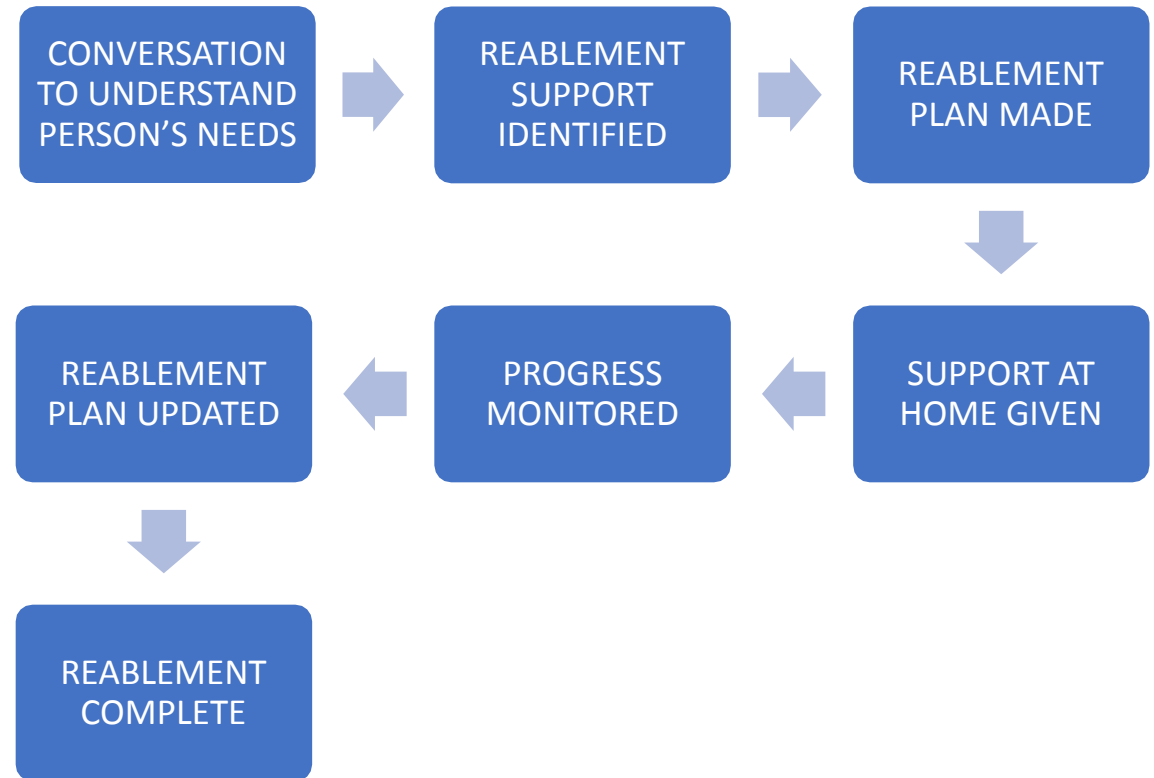 CONVERSATION
TO UNDERSTAND
PERSON’S NEEDS
REABLEMENT
SUPPORT
IDENTIFIED
REABLEMENT
PLAN MADE
SUPPORT AT
HOME GIVEN
PROGRESS
MONITORED
REABLEMENT
PLAN UPDATED
REABLEMENT
COMPLETE